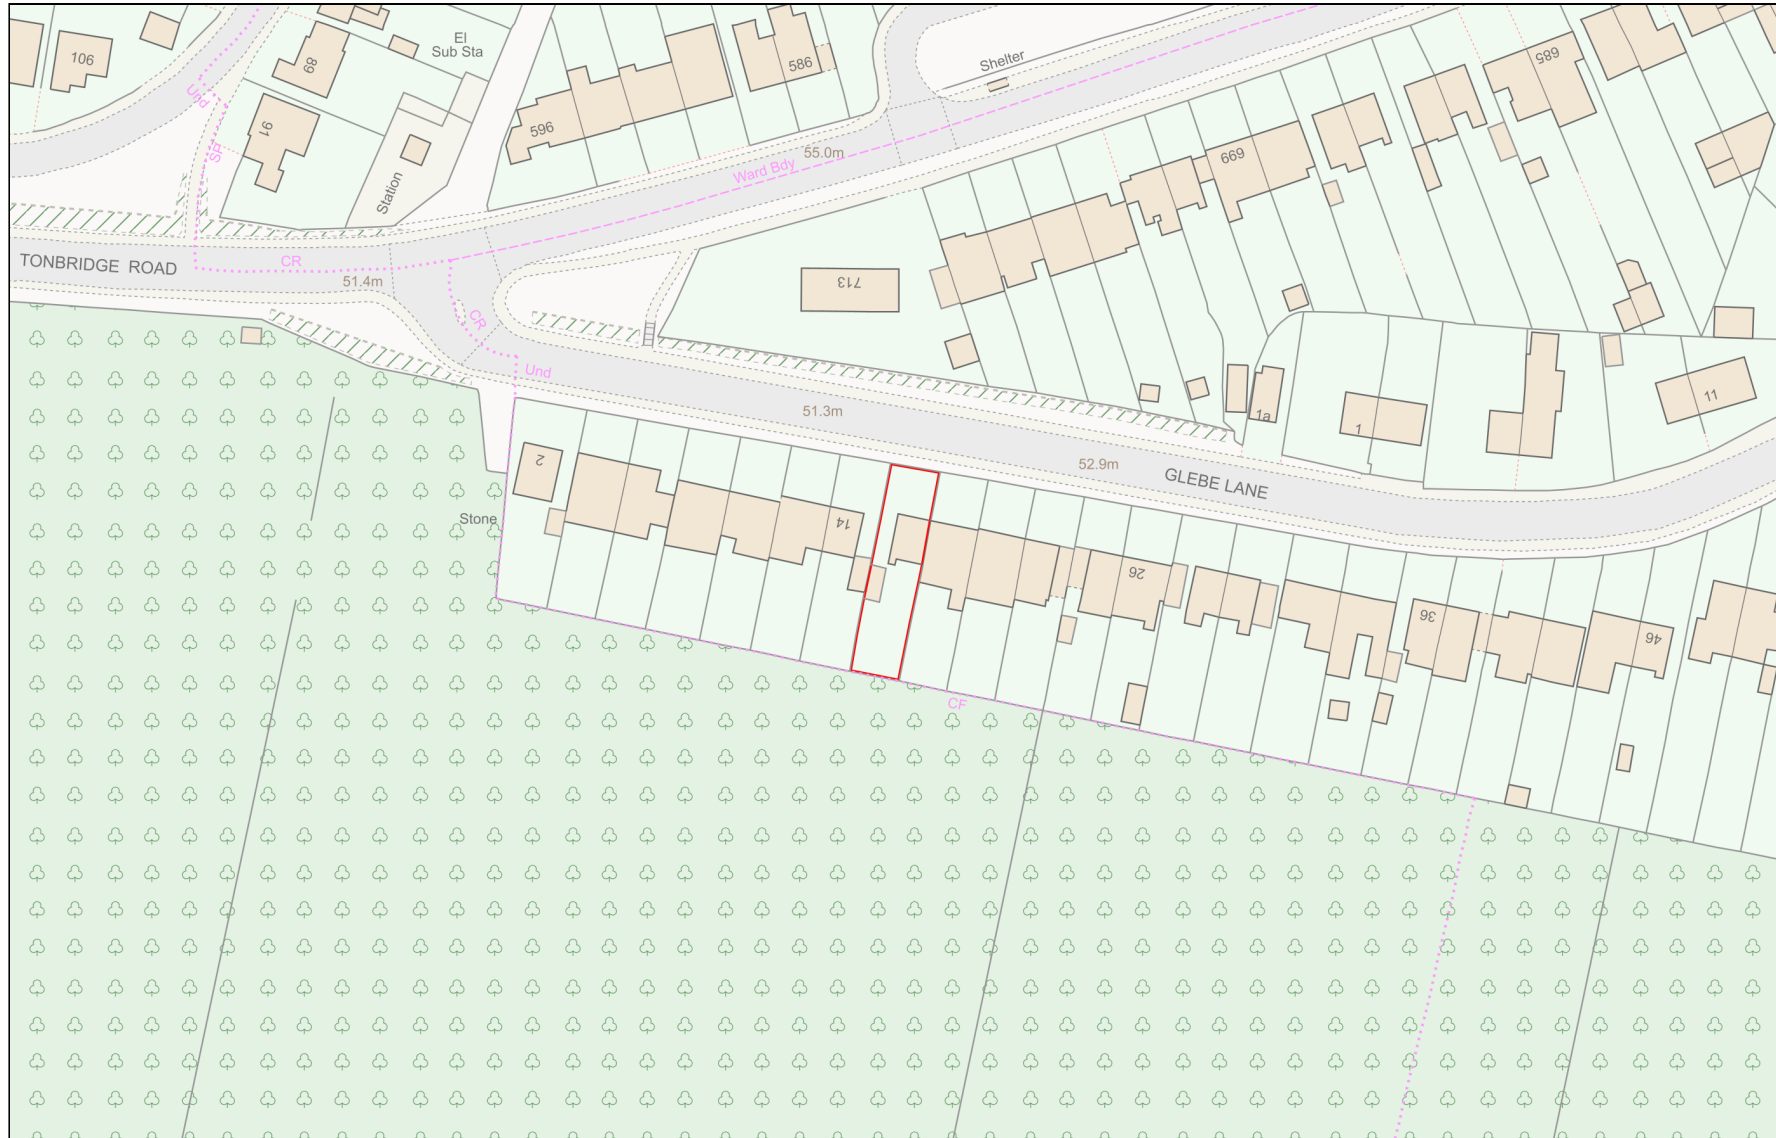 106
89
El
Sub Sta
586
Shelter
685
Und
91
596
SP
55.0m
Ward Bdy
669
Station
TONBRIDGE ROAD
CR
51.4m
713
CR
Und
51.3m
1a
1
11
52.9m
GLEBE LANE
2
Stone
14
26
36
46
CF